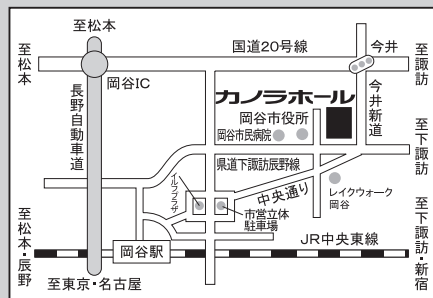 至松本
国道20号線
今井
至松本
岡谷IC
カノラホール
至諏訪
長野自動車道
岡谷市役所
岡谷市民病院
今井新道
県道下諏訪辰野線
至下諏訪
イルフプラザ
中央通り
レイクウォーク
岡谷
市営立体
駐車場
至松本・辰野
岡谷駅
JR中央東線
至下諏訪・新宿
至東京・名古屋